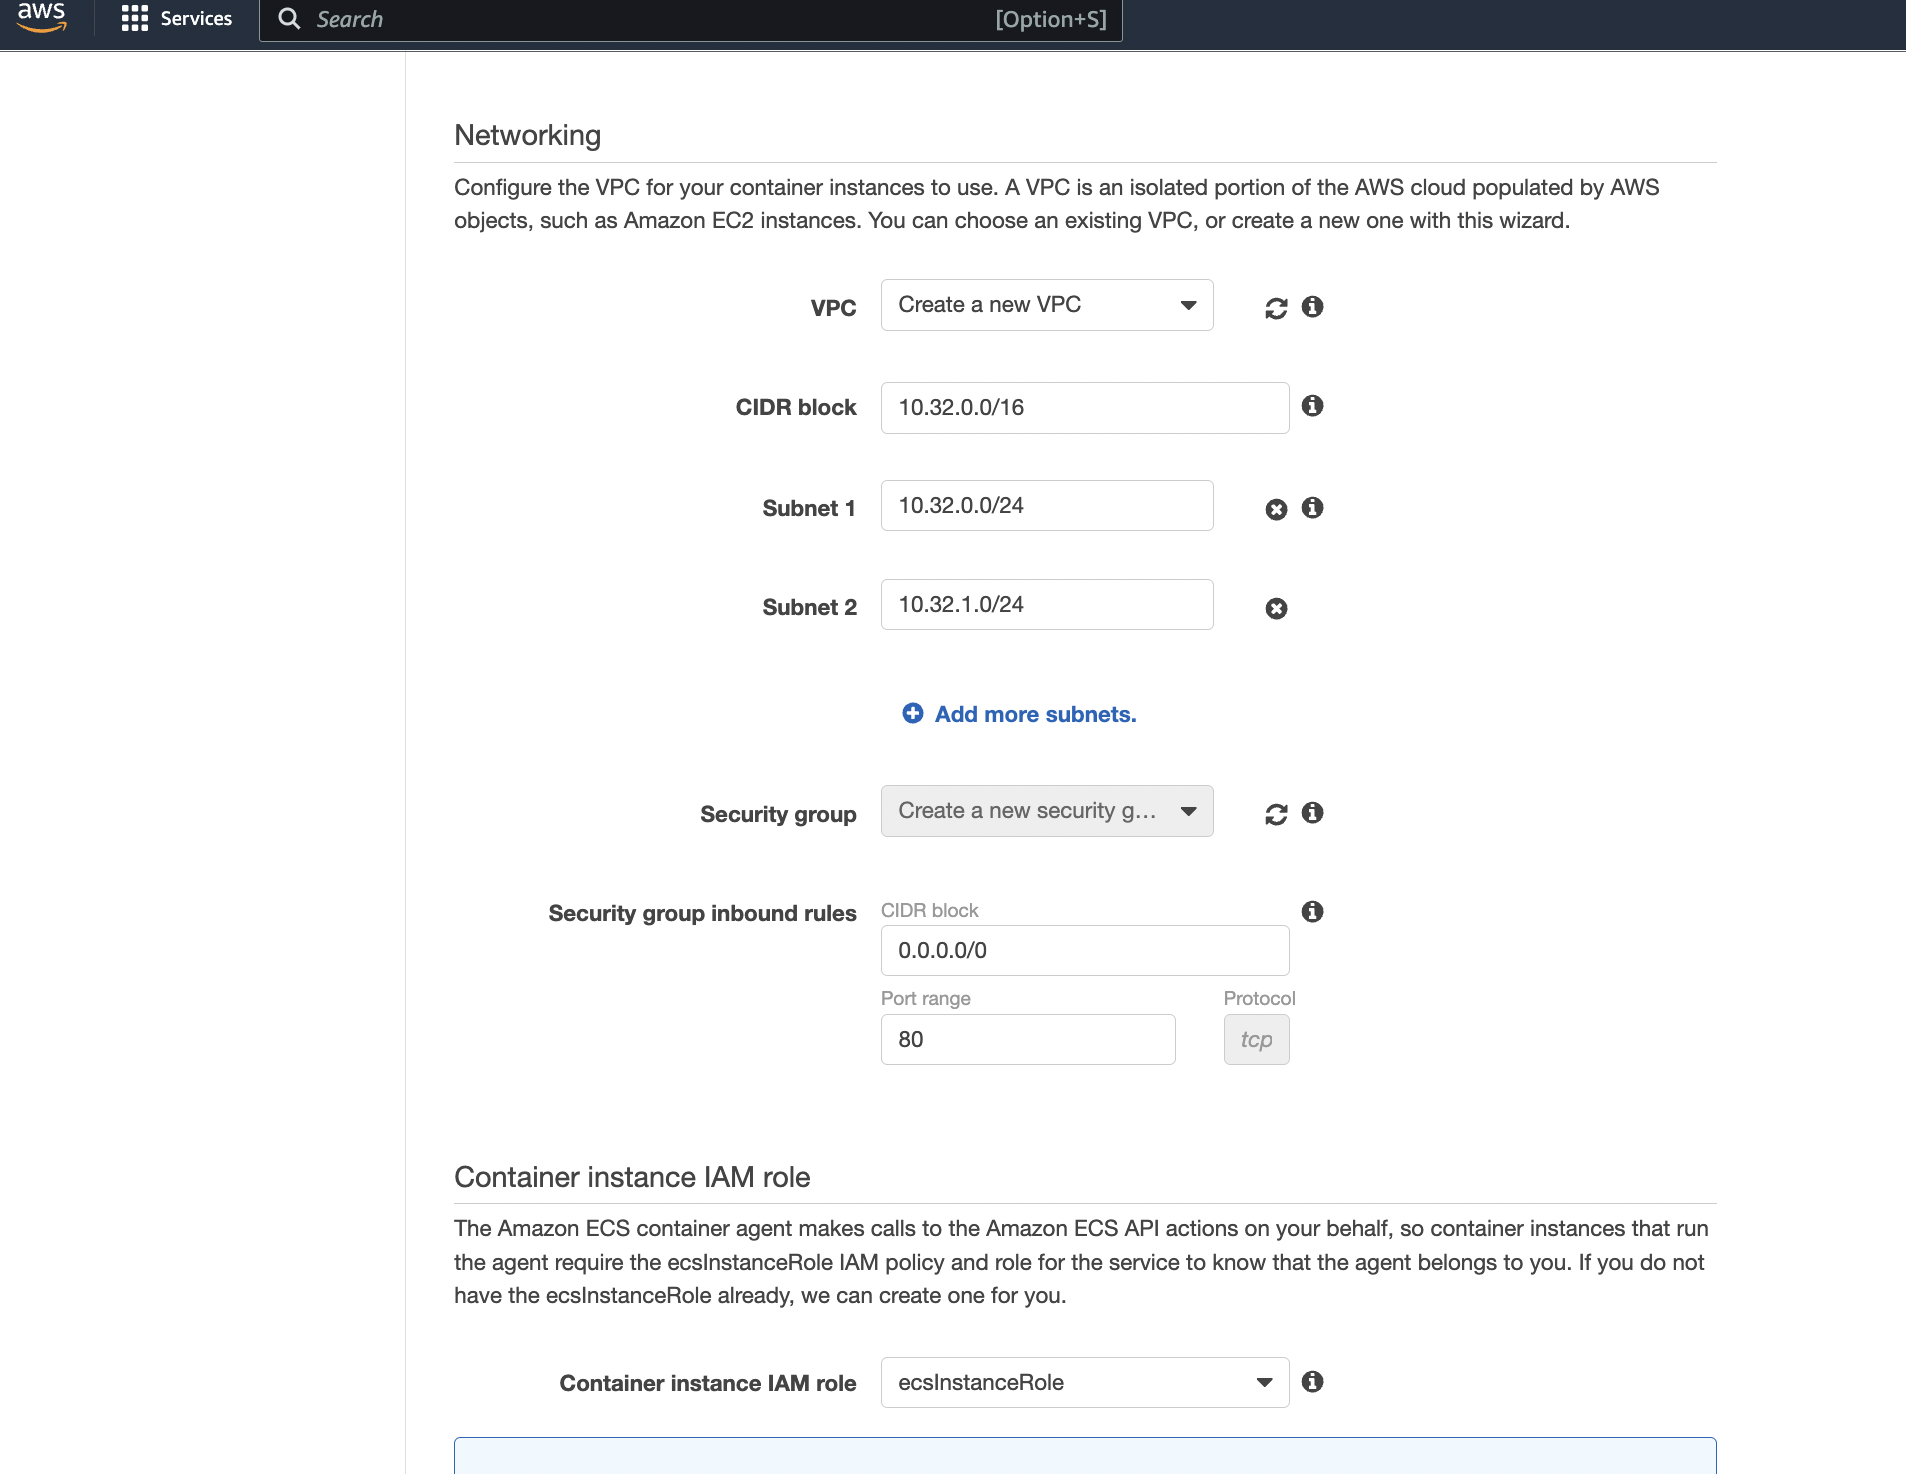 aws
Services
Search
[Option+S]
Networking
Configure the VPC for your container instances to use. A VPC is an isolated portion of the AWS cloud populated by AWS
objects, such as Amazon EC2 instances. You can choose an existing VPC, or create a new one with this wizard.
VPC
Create a new VPC
CIDR block
10.32.0.0/16
Subnet 1
10.32.0.0/24
Subnet 2
10.32.1.0/24
Add more subnets.
Security group
Create a new security g...
Security group inbound rules
CIDR block
0.0.0.0/0
Port range
Protocol
80
tcp
Container instance IAM role
The Amazon ECS container agent makes calls to the Amazon ECS API actions on your behalf, so container instances that run
the agent require the ecsInstanceRole IAM policy and role for the service to know that the agent belongs to you. If you do not
have the ecsInstanceRole already, we can create one for you.
Container instance IAM role
ecsInstanceRole